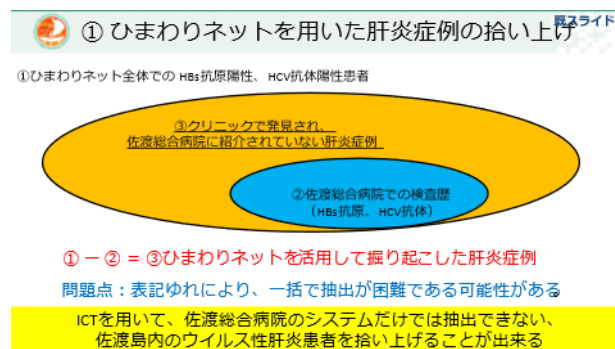 既スライド
① ひまわりネットを用いた肝炎症例の拾い上げ
①ひまわりネット全体での HBs抗原陽性、HCV抗体陽性患者
③クリニックで発見され、
佐渡総合病院に紹介されていない肝炎症例
②佐渡総合病院での検査歴
（HBs抗原、HCV抗体）
① － ② = ③ひまわりネットを活用して掘り起こした肝炎症例
問題点：表記ゆれにより、一括で抽出が困難である可能性がある
ICTを用いて、佐渡総合病院のシステムだけでは抽出できない、
佐渡島内のウイルス性肝炎患者を拾い上げることが出来る